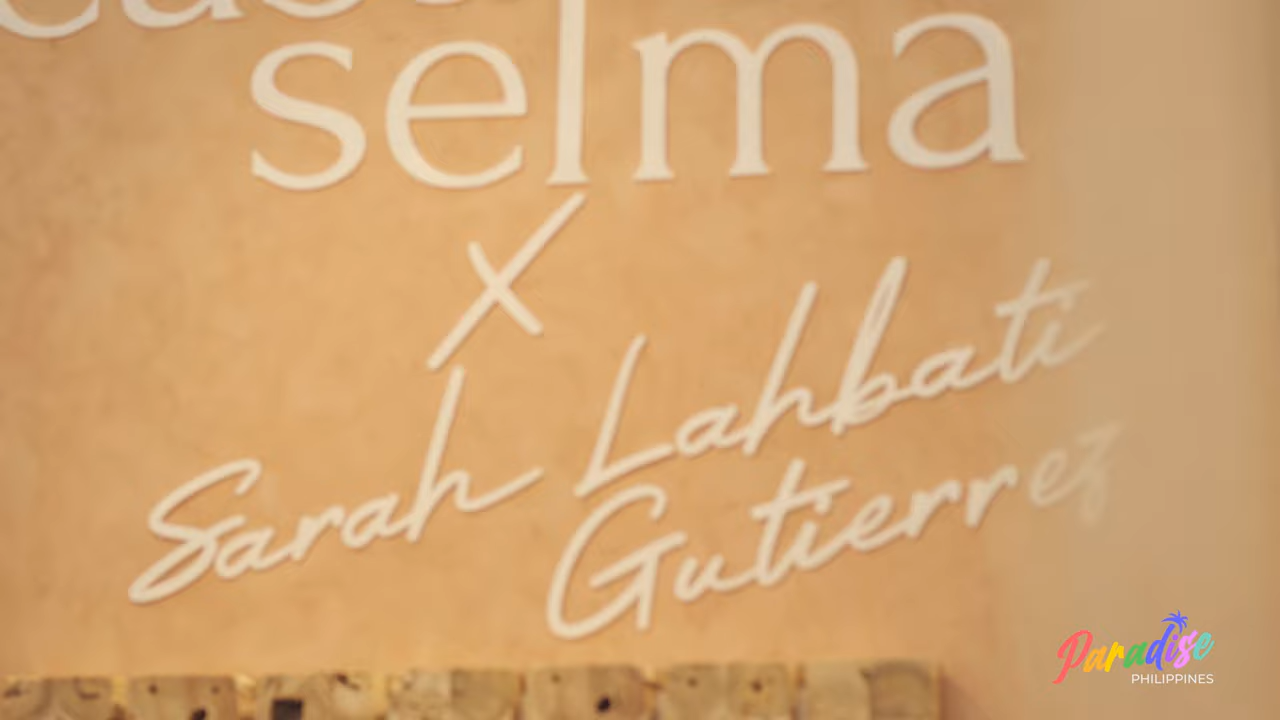 selma
x
Sarah Lahbati
Gutierrez
Paradise
PHILIPPINES